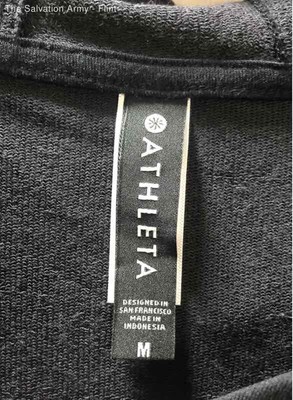 The Salvation Army - Flint
ATHLETA
DESIGNED IN
SAN FRANCISCO
MADE IN
INDONESIA
M